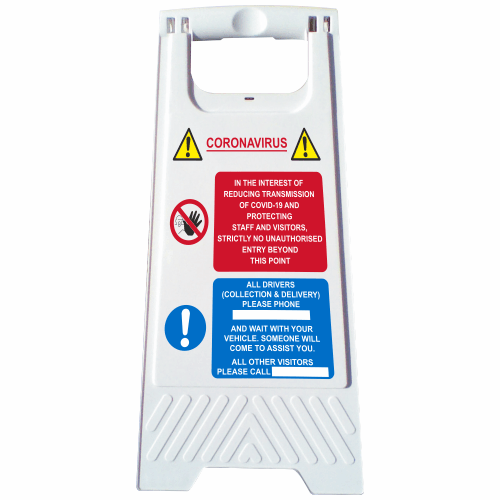 CORONAVIRUS
IN THE INTEREST OF
REDUCING TRANSMISSION
OF COVID-19 AND
PROTECTING
STAFF AND VISITORS,
STRICTLY NO UNAUTHORISED
ENTRY BEYOND
THIS POINT
ALL DRIVERS
(COLLECTION & DELIVERY)
PLEASE PHONE
AND WAIT WITH YOUR
VEHICLE. SOMEONE WILL
COME TO ASSIST YOU.
ALL OTHER VISITORS
PLEASE CALL